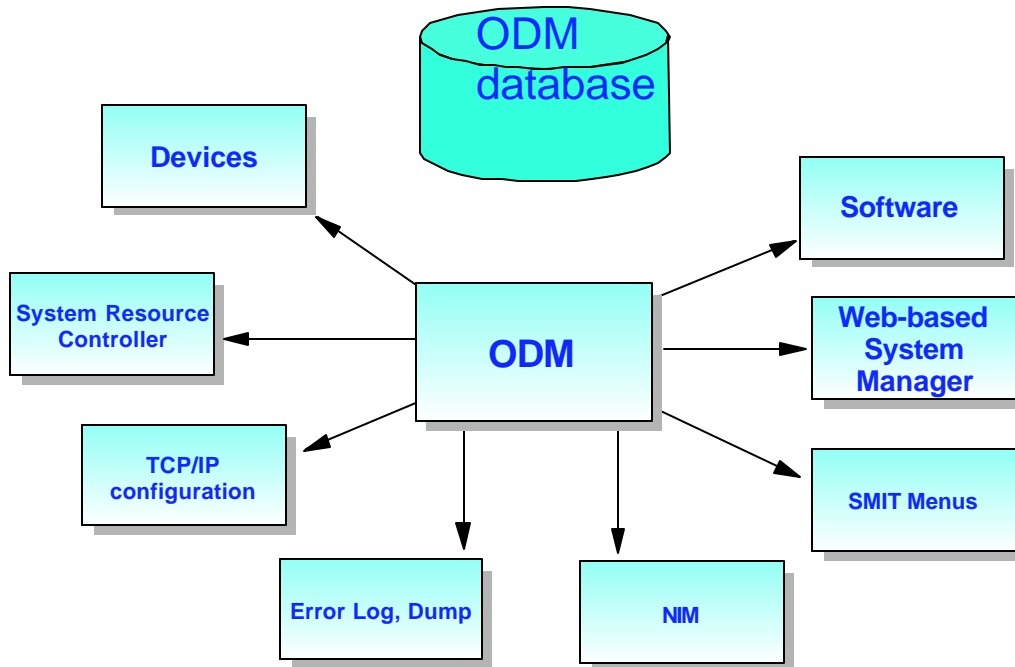 ODM
database
Devices
Software
System Resource
Controller
ODM
Web-based
System
Manager
TCP/IP
configuration
SMIT Menus
Error Log, Dump
NIM